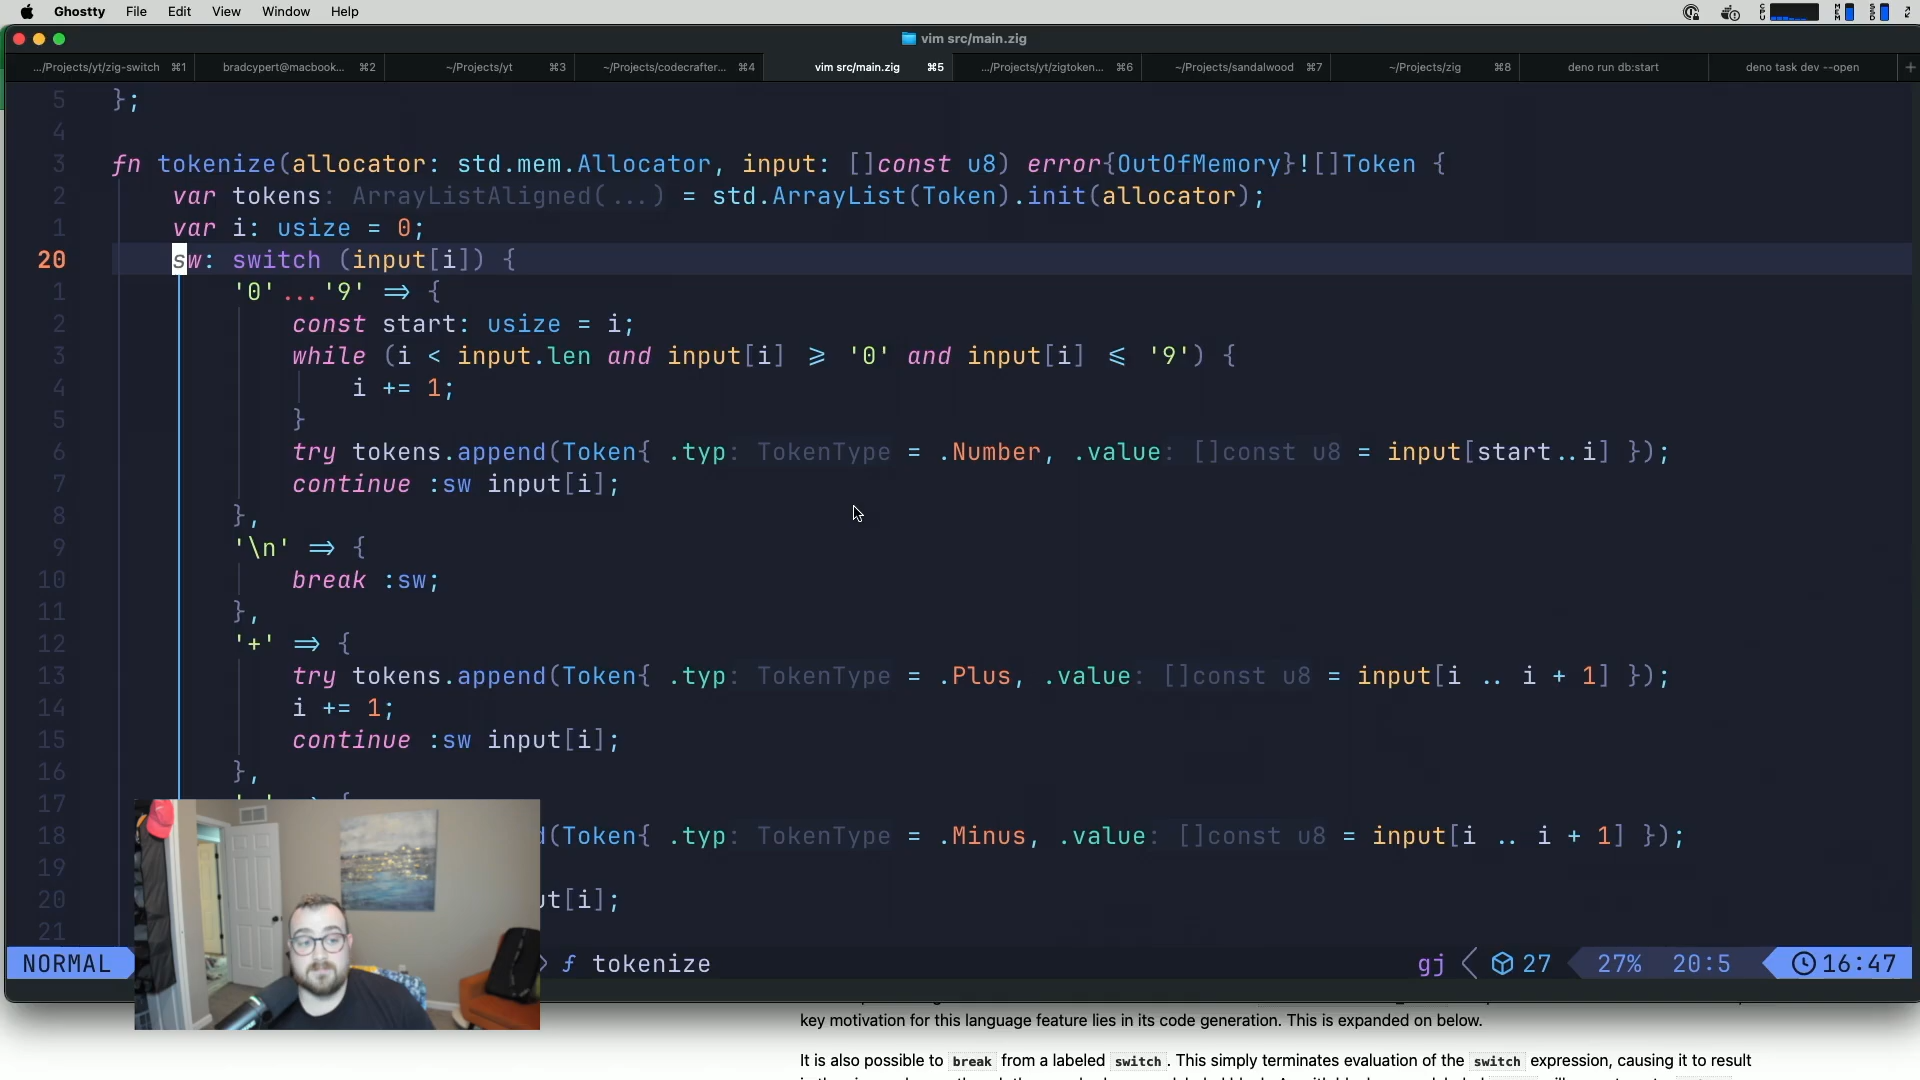 Ghostty File Edit View Window Help
vim src/main.zig
.../Projects/yt/zig-switch ⌘1 bradcypert@macbook... ⌘2 ~/Projects/yt ⌘3 ~/Projects/codecrafter... ⌘4 vim src/main.zig ⌘5 .../Projects/yt/zigtoken... ⌘6 ~/Projects/sandalwood ⌘7 ~/Projects/zig ⌘8 deno run db:start deno task dev --open
5 };
4
3 fn tokenize(allocator: std.mem.Allocator, input: []const u8) error{OutOfMemory}![]Token {
2 var tokens: ArrayListAligned(...) = std.ArrayList(Token).init(allocator);
1 var i: usize = 0;
20 sw: switch (input[i]) {
1 '0'...'9' => {
2 const start: usize = i;
3 while (i < input.len and input[i] >= '0' and input[i] <= '9') {
4 i += 1;
5 }
6 try tokens.append(Token{ .typ: TokenType = .Number, .value: []const u8 = input[start..i] });
7 continue :sw input[i];
8 },
9 '\n' => {
10 break :sw;
11 },
12 '+' => {
13 try tokens.append(Token{ .typ: TokenType = .Plus, .value: []const u8 = input[i .. i + 1] });
14 i += 1;
15 continue :sw input[i];
16 },
17
18 (Token{ .typ: TokenType = .Minus, .value: []const u8 = input[i .. i + 1] });
19
20 ut[i];
21
NORMAL f tokenize gj 27 27% 20:5 16:47
key motivation for this language feature lies in its code generation. This is expanded on below.
It is also possible to break from a labeled switch. This simply terminates evaluation of the switch expression, causing it to result